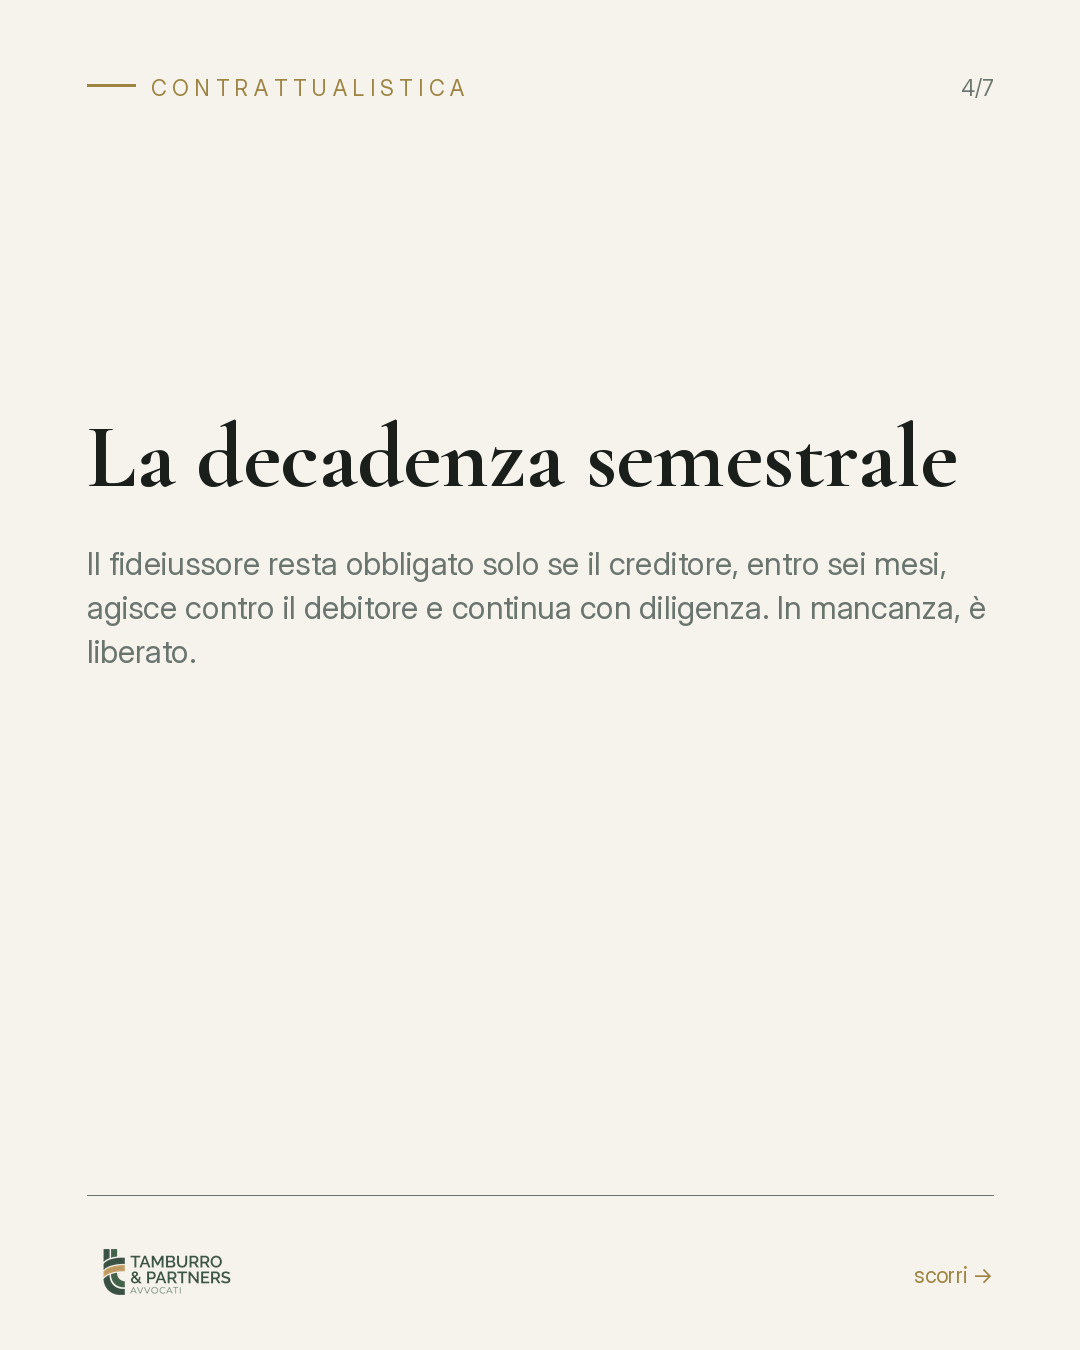 CONTRATTUALISTICA
4/7
La decadenza semestrale
Il fideiussore resta obbligato solo se il creditore, entro sei mesi,
agisce contro il debitore e continua con diligenza. In mancanza, è
liberato.
TAMBURRO
& PARTNERS
AVVOCATI
scorri →